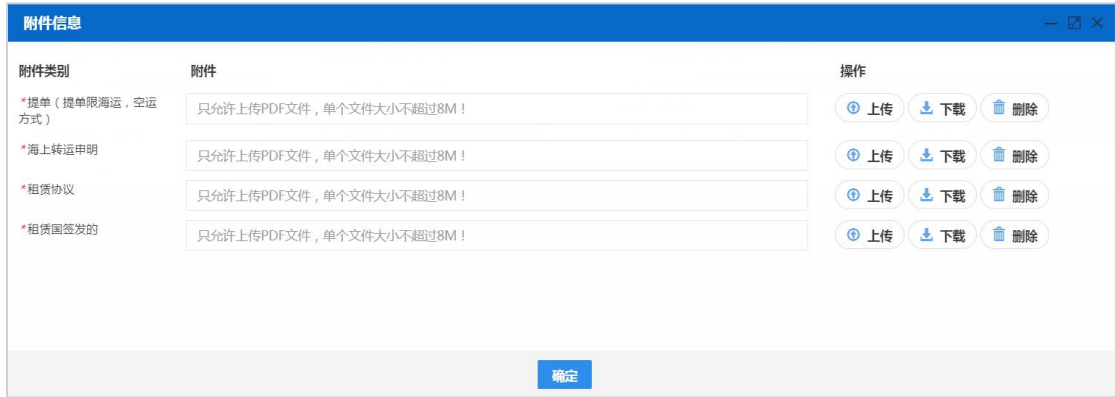 附件信息
附件类别 附件 操作
*提单（提单限海运，空运方式） 只允许上传PDF文件，单个文件大小不超过8M！ 上传 下载 删除
*海上转运申明 只允许上传PDF文件，单个文件大小不超过8M！ 上传 下载 删除
*租赁协议 只允许上传PDF文件，单个文件大小不超过8M！ 上传 下载 删除
*租赁国签发的 只允许上传PDF文件，单个文件大小不超过8M！ 上传 下载 删除
确定